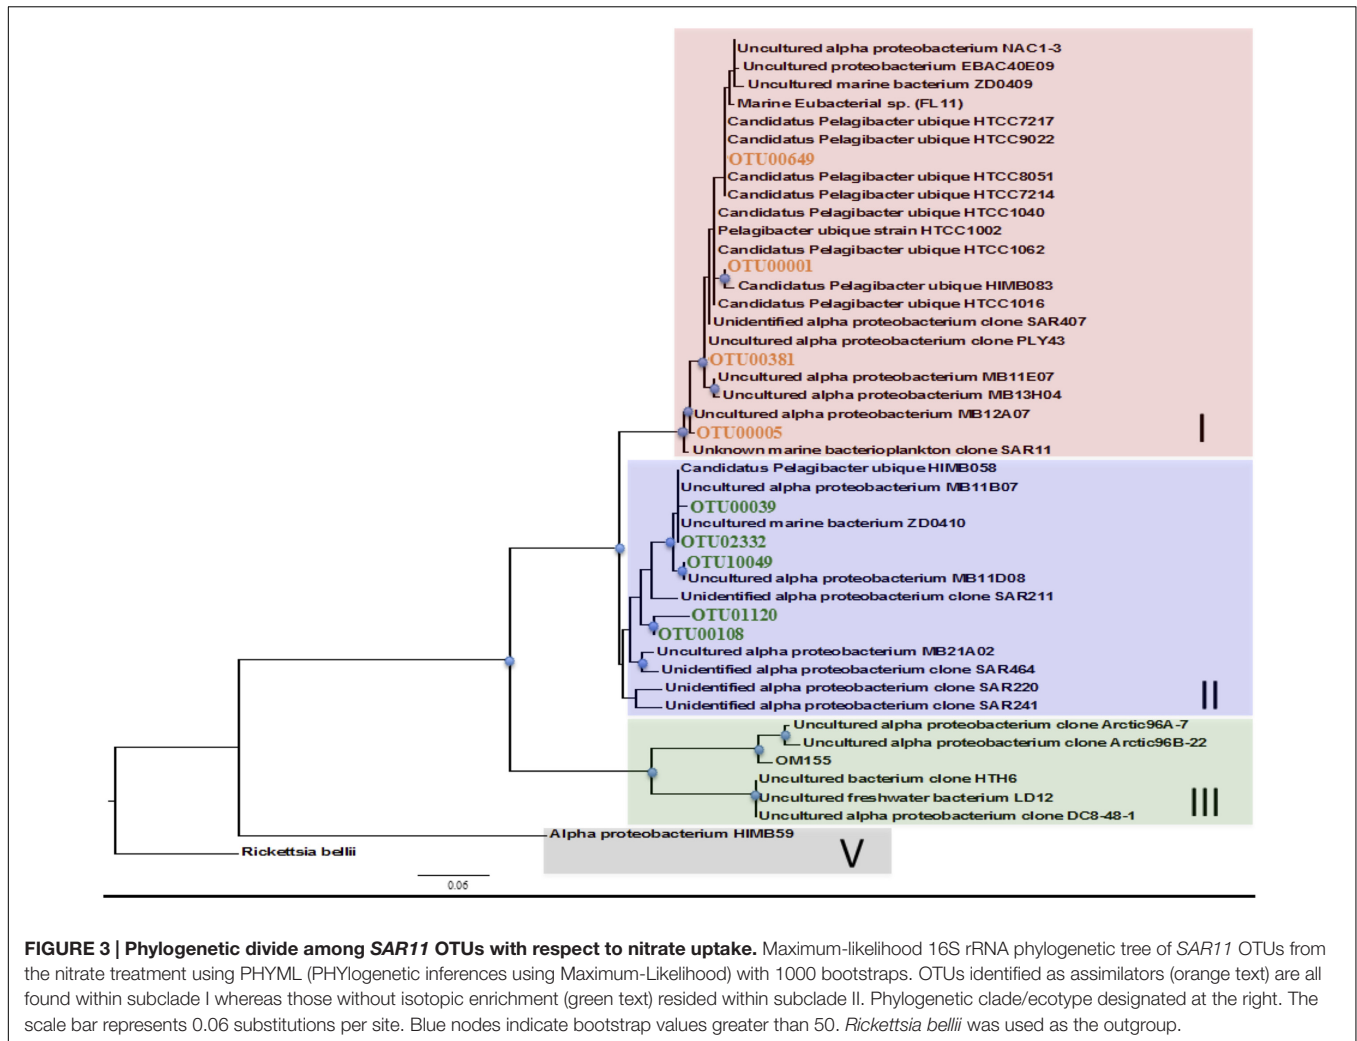 Uncultured alpha proteobacterium NAC1-3
Uncultured proteobacterium EBAC40E09
Uncultured marine bacterium ZD0409
Marine Eubacterial sp. (FL11)
Candidatus Pelagibacter ubique HTCC7217
Candidatus Pelagibacter ubique HTCC9022
OTU00649
Candidatus Pelagibacter ubique HTCC8051
Candidatus Pelagibacter ubique HTCC7214
Candidatus Pelagibacter ubique HTCC1040
Pelagibacter ubique strain HTCC1002
Candidatus Pelagibacter ubique HTCC1062
OTU00001
Candidatus Pelagibacter ubique HIMB083
Candidatus Pelagibacter ubique HTCC1016
Unidentified alpha proteobacterium clone SAR407
Uncultured alpha proteobacterium clone PLY43
OTU00381
Uncultured alpha proteobacterium MB11E07
Uncultured alpha proteobacterium MB13H04
Uncultured alpha proteobacterium MB12A07
OTU00005
I
Unknown marine bacterioplankton clone SAR11
Candidatus Pelagibacter ubique HIMB058
Uncultured alpha proteobacterium MB11B07
OTU00039
Uncultured marine bacterium ZD0410
OTU02332
OTU10049
Uncultured alpha proteobacterium MB11D08
Unidentified alpha proteobacterium clone SAR211
OTU01120
OTU00108
Uncultured alpha proteobacterium MB21A02
Unidentified alpha proteobacterium clone SAR464
Unidentified alpha proteobacterium clone SAR220
II
Unidentified alpha proteobacterium clone SAR241
Uncultured alpha proteobacterium clone Arctic96A-7
Uncultured alpha proteobacterium clone Arctic96B-22
OM155
Uncultured bacterium clone HTH6
Uncultured freshwater bacterium LD12
III
Uncultured alpha proteobacterium clone DC8-48-1
Alpha proteobacterium HIMB59
V
Rickettsia bellii
0.06
FIGURE 3 | Phylogenetic divide among SAR11 OTUs with respect to nitrate uptake. Maximum-likelihood 16S rRNA phylogenetic tree of SAR11 OTUs from
the nitrate treatment using PHYML (PHYlogenetic inferences using Maximum-Likelihood) with 1000 bootstraps. OTUs identified as assimilators (orange text) are all
found within subclade I whereas those without isotopic enrichment (green text) resided within subclade II. Phylogenetic clade/ecotype designated at the right. The
scale bar represents 0.06 substitutions per site. Blue nodes indicate bootstrap values greater than 50. Rickettsia bellii was used as the outgroup.